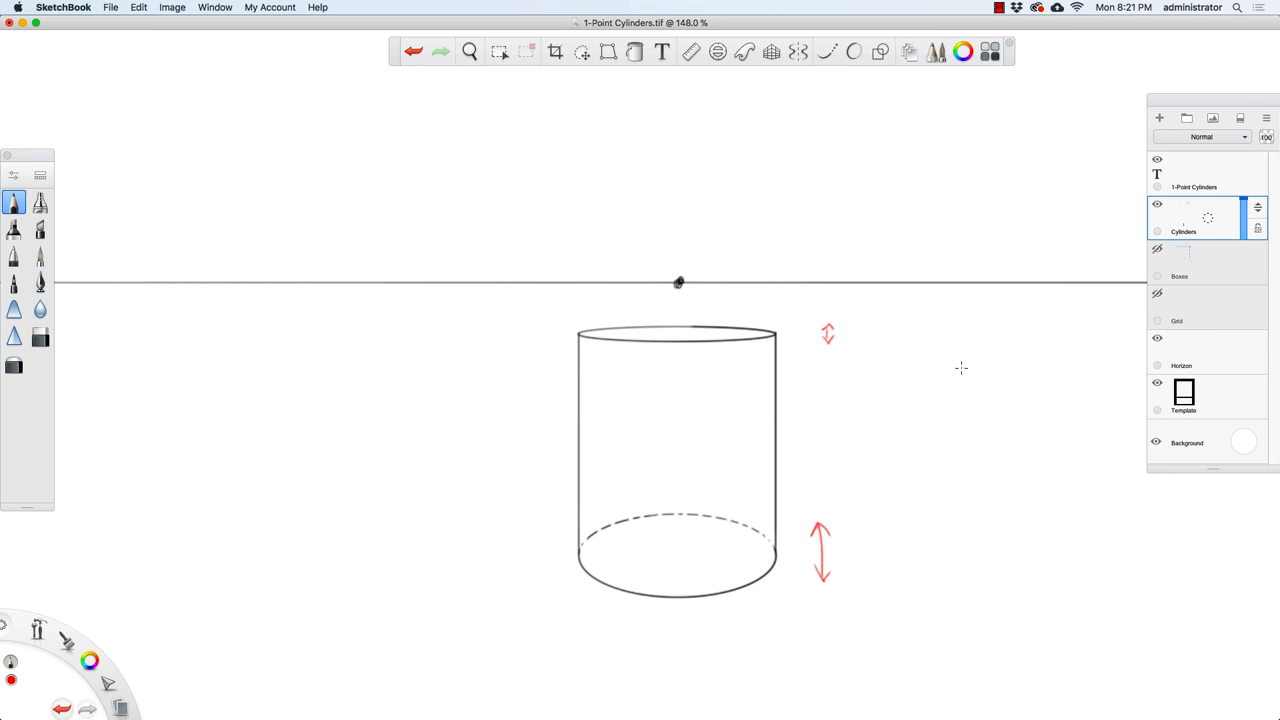 SketchBook File Edit Image Window My Account Help Mon 8:21 PM administrator
1-Point Cylinders.tif @ 148.0 %
T
Normal
100
T
1-Point Cylinders
Cylinders
Boxes
Grid
Horizon
Template
Background